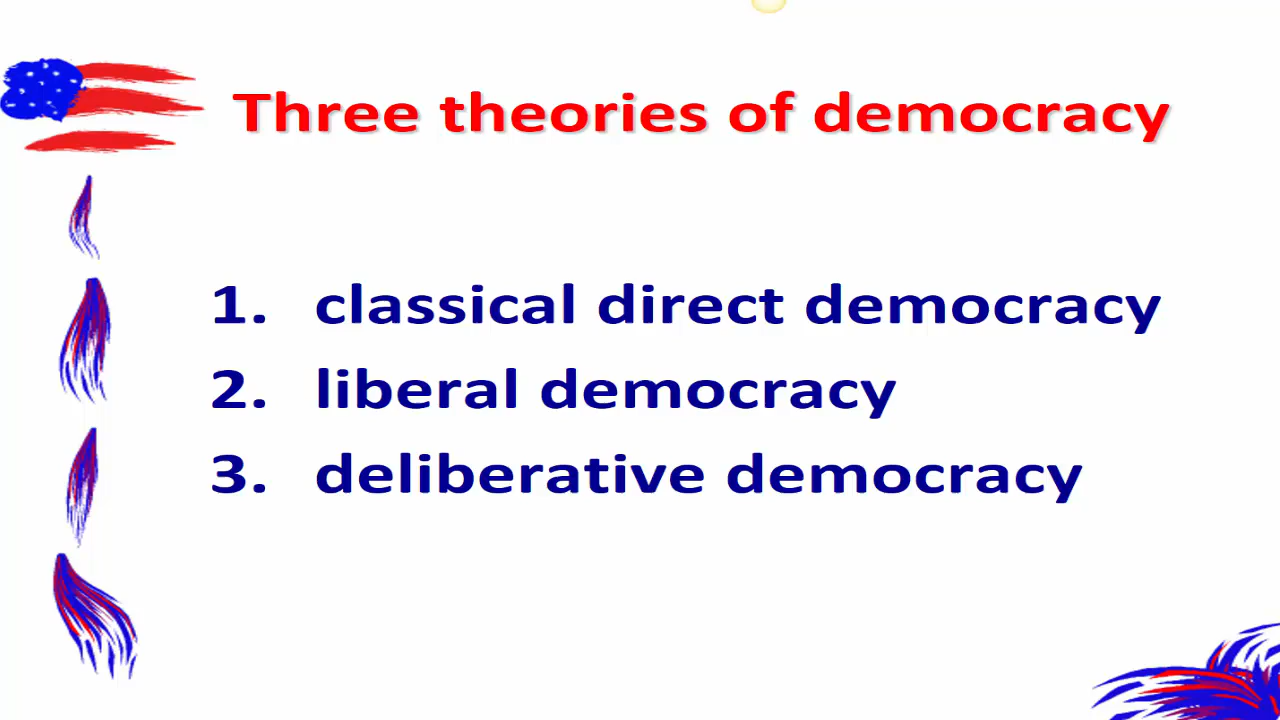 Three theories of democracy
1. classical direct democracy
2. liberal democracy
3. deliberative democracy